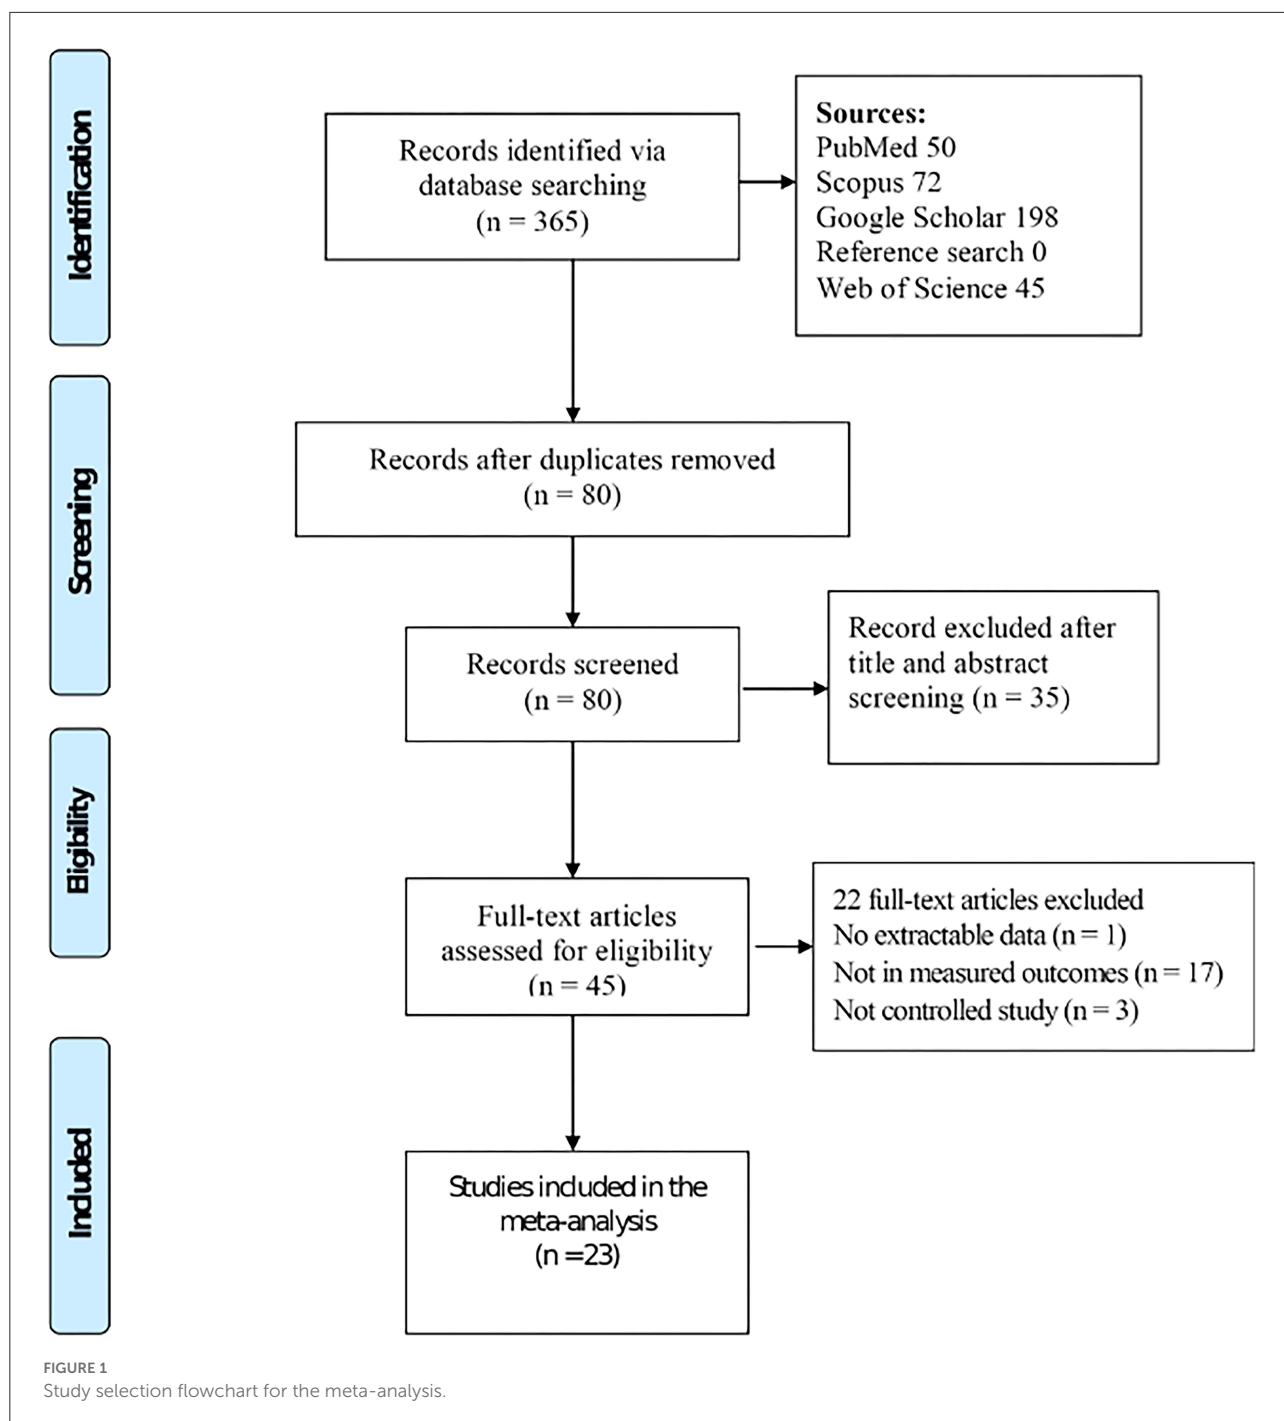 Identification
Records identified via
database searching
(n = 365)
Sources:
PubMed 50
Scopus 72
Google Scholar 198
Reference search 0
Web of Science 45
Screening
Records after duplicates removed
(n = 80)
Records screened
(n = 80)
Record excluded after
title and abstract
screening (n = 35)
Eligibility
Full-text articles
assessed for eligibility
(n = 45)
22 full-text articles excluded
No extractable data (n = 1)
Not in measured outcomes (n = 17)
Not controlled study (n = 3)
Included
Studies included in the
meta-analysis
(n =23)
FIGURE 1
Study selection flowchart for the meta-analysis.